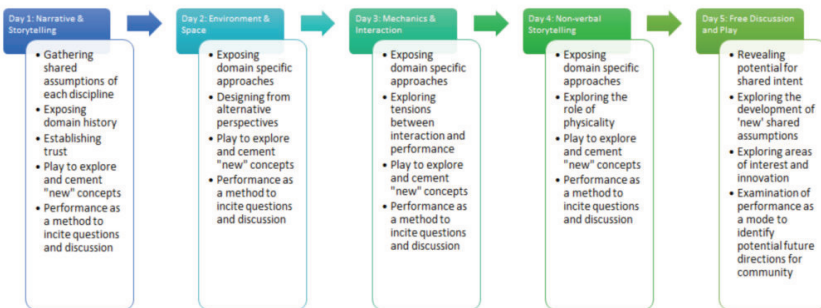 Day 1: Narrative &
Storytelling
• Gathering
shared
assumptions of
each discipline
• Exposing
domain history
• Establishing
trust
• Play to explore
and cement
"new" concepts
• Performance as
a method to
incite questions
and discussion
Day 2: Environment &
Space
• Exposing
domain specific
approaches
• Designing from
alternative
perspectives
• Play to explore
and cement
"new" concepts
• Performance as
a method to
incite questions
and discussion
Day 3: Mechanics &
Interaction
• Exposing
domain specific
approaches
• Exploring
tensions
between
interaction and
performance
• Play to explore
and cement
"new" concepts
• Performance as
a method to
incite questions
and discussion
Day 4: Non-verbal
Storytelling
• Exposing
domain specific
approaches
• Exploring the
role of
physicality
• Play to explore
and cement
"new" concepts
• Performance as
a method to
incite questions
and discussion
Day 5: Free Discussion
and Play
• Revealing
potential for
shared intent
• Exploring the
development of
'new' shared
assumptions
• Exploring areas
of interest and
innovation
• Examination of
performance as
a mode to
identify
potential future
directions for
community